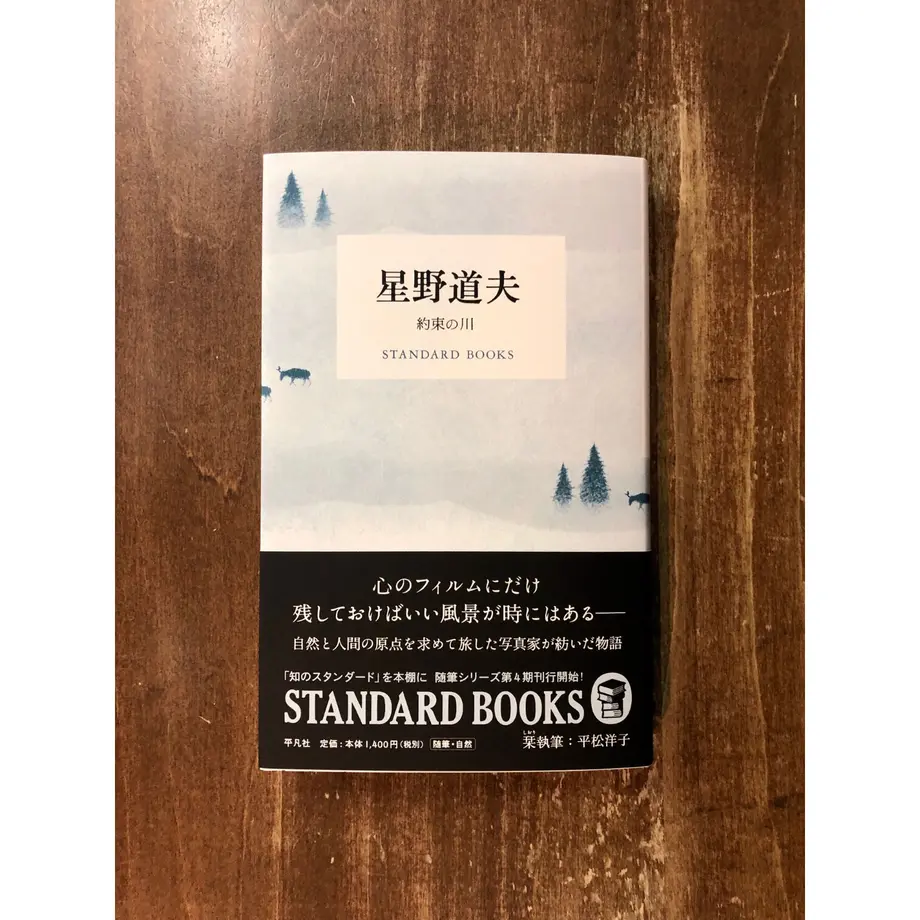 星野道夫
約束の川
STANDARD BOOKS
心のフィルムにだけ
残しておけばいい風景が時にはある──
自然と人間の原点を求めて旅した写真家が紡いだ物語
「知のスタンダード」を本棚に 随筆シリーズ第4期刊行開始!
STANDARD BOOKS
平凡社 定価:本体1,400円(税別) 随筆・自然
しおり
栞執筆:平松洋子